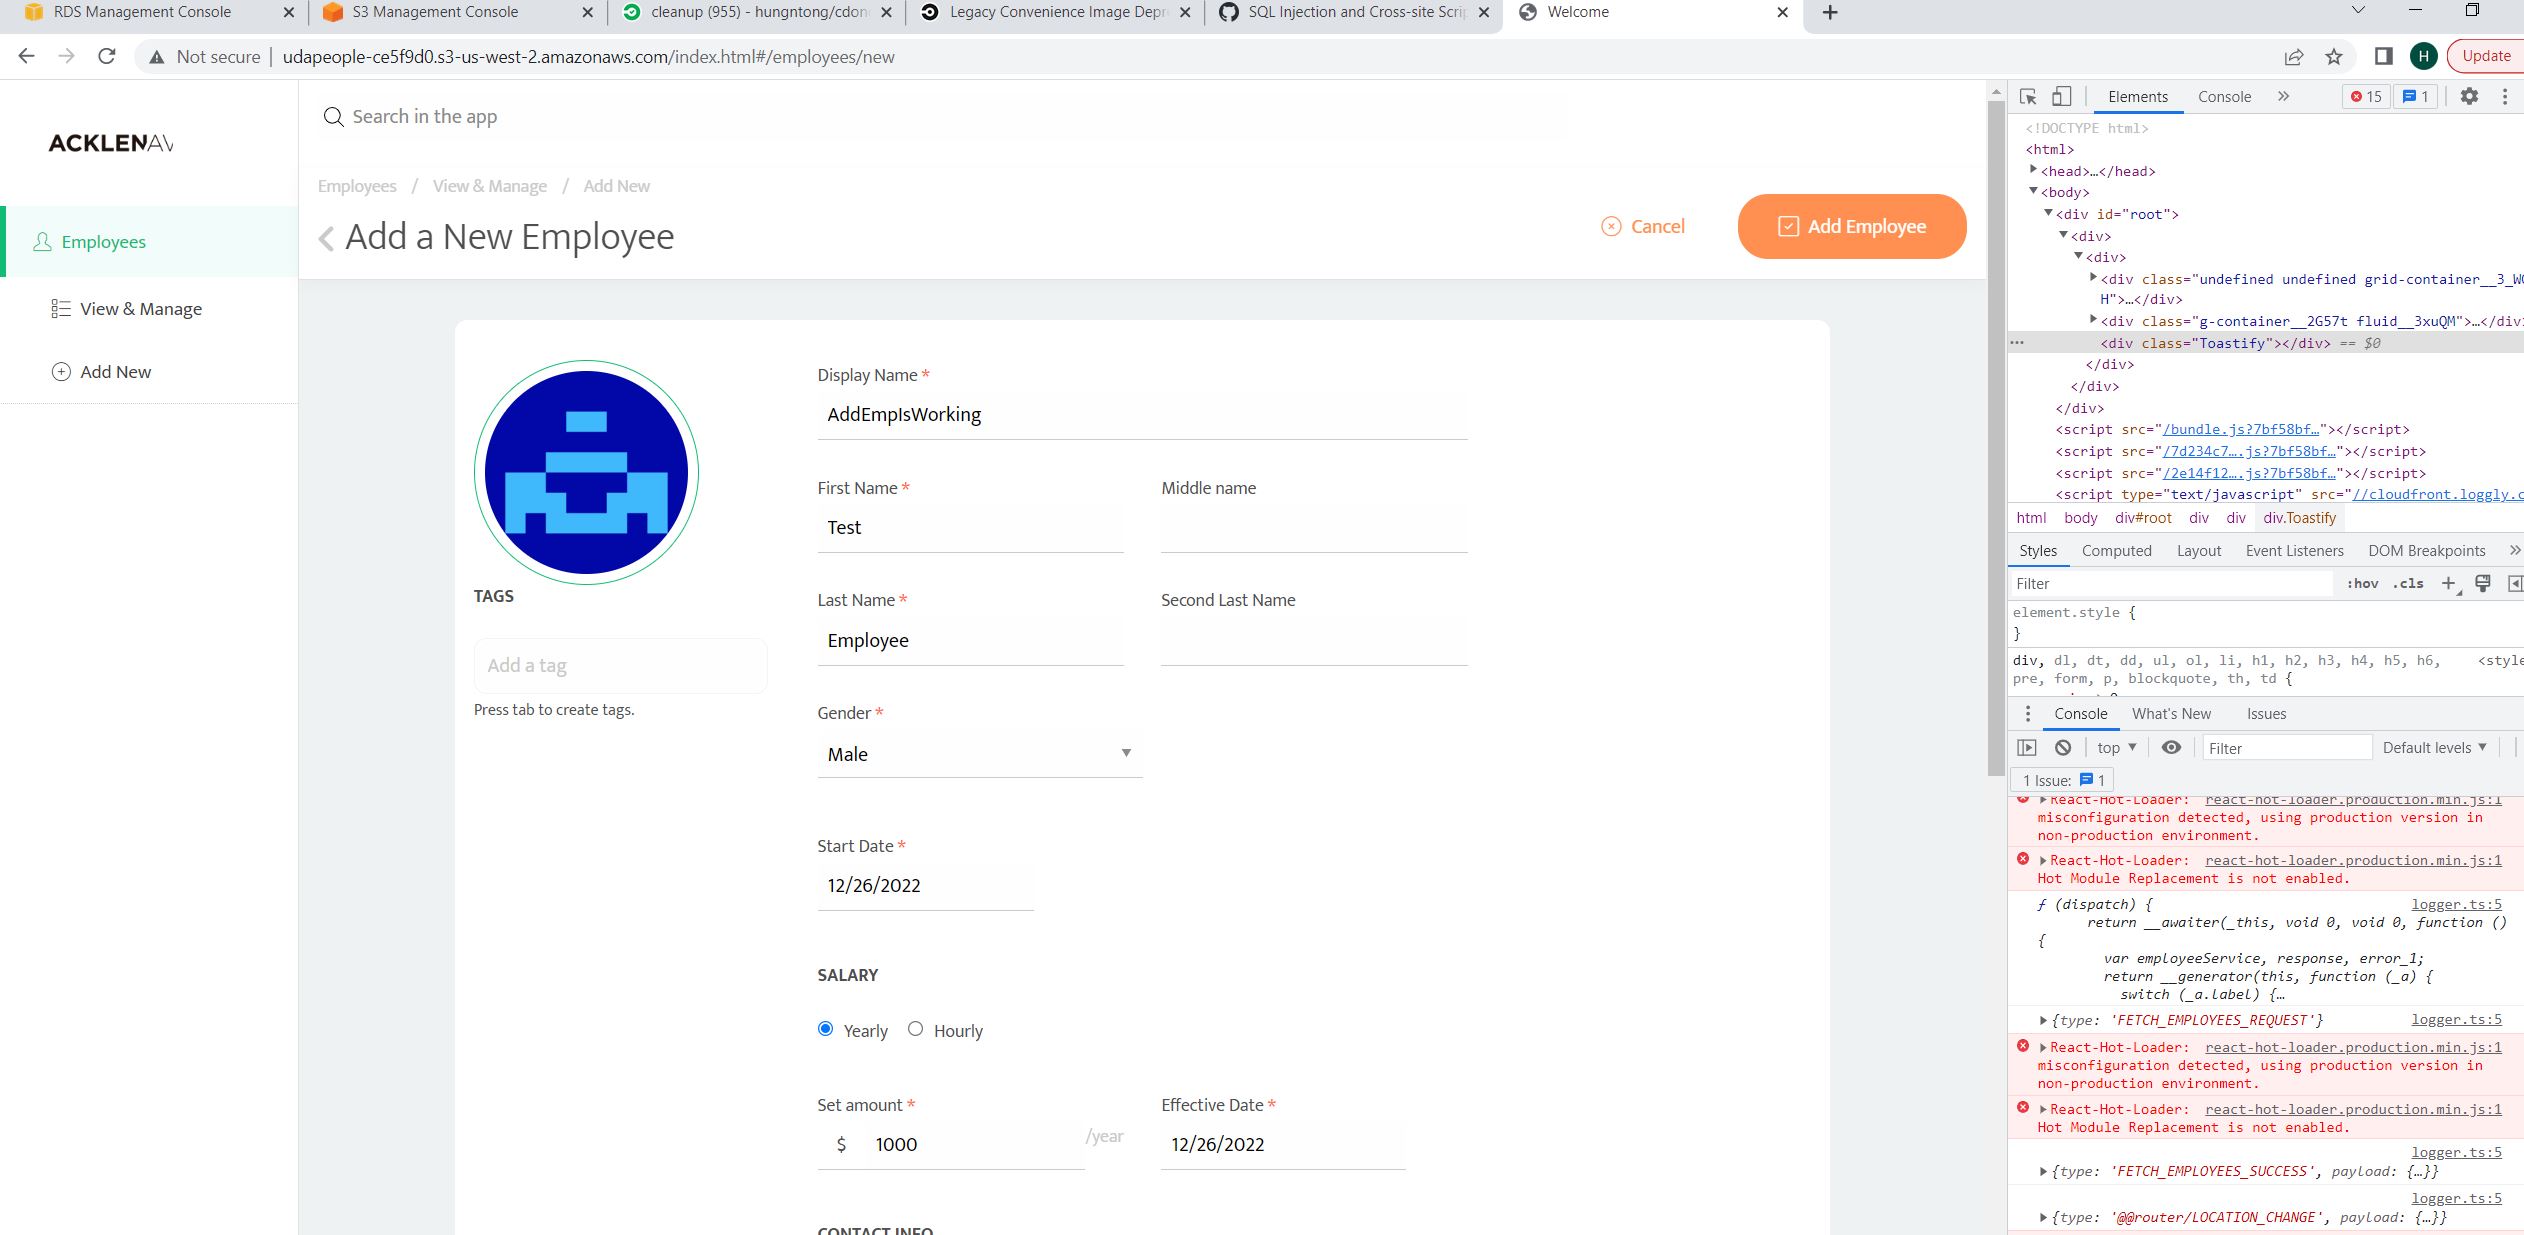 RDS Management Console
S3 Management Console
cleanup (955) - hungntong/cdon
Legacy Convenience Image Depr
SQL Injection and Cross-site Scrip
Welcome
Not secure | udapeople-ce5f9d0.s3-us-west-2.amazonaws.com/index.html#/employees/new
H
Update
ACKLENAV
Employees
View & Manage
Add New
Search in the app
Employees / View & Manage / Add New
Add a New Employee
Cancel
Add Employee
TAGS
Add a tag
Press tab to create tags.
Display Name *
AddEmpIsWorking
First Name *
Middle name
Test
Last Name *
Second Last Name
Employee
Gender *
Male
Start Date *
12/26/2022
SALARY
Yearly
Hourly
Set amount *
Effective Date *
$ 1000 /year
12/26/2022
CONTACT INFO
Elements Console » 15 1
<!DOCTYPE html>
<html>
<head>…</head>
<body>
<div id="root">
<div>
<div>
<div class="undefined undefined grid-container__3_WC
H">…</div>
<div class="g-container__2G57t fluid__3xuQM">…</div>
<div class="Toastify"></div> == $0
</div>
</div>
</div>
<script src="/bundle.js?7bf58bf…"></script>
<script src="/7d234c7….js?7bf58bf…"></script>
<script src="/2e14f12….js?7bf58bf…"></script>
<script type="text/javascript" src="//cloudfront.loggly.c
html body div#root div div div.Toastify
Styles Computed Layout Event Listeners DOM Breakpoints »
Filter :hov .cls +
element.style {
}
div, dl, dt, dd, ul, ol, li, h1, h2, h3, h4, h5, h6, <style
pre, form, p, blockquote, th, td {
Console What's New Issues
top Filter Default levels
1 Issue: 1
React-Hot-Loader: react-hot-loader.production.min.js:1
misconfiguration detected, using production version in
non-production environment.
React-Hot-Loader: react-hot-loader.production.min.js:1
Hot Module Replacement is not enabled.
ƒ (dispatch) { logger.ts:5
return __awaiter(_this, void 0, void 0, function ()
{
var employeeService, response, error_1;
return __generator(this, function (_a) {
switch (_a.label) {…
{type: 'FETCH_EMPLOYEES_REQUEST'} logger.ts:5
React-Hot-Loader: react-hot-loader.production.min.js:1
misconfiguration detected, using production version in
non-production environment.
React-Hot-Loader: react-hot-loader.production.min.js:1
Hot Module Replacement is not enabled.
logger.ts:5
{type: 'FETCH_EMPLOYEES_SUCCESS', payload: {…}}
logger.ts:5
{type: '@@router/LOCATION_CHANGE', payload: {…}}